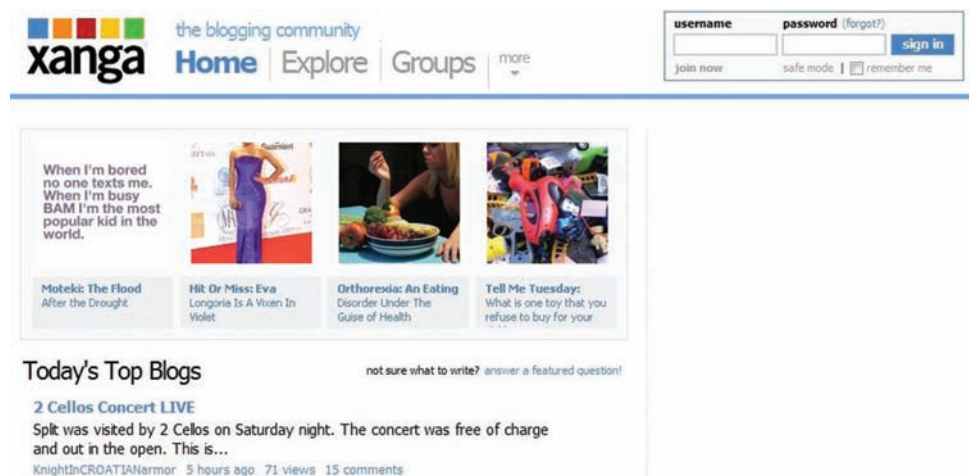 xanga
the blogging community
Home Explore Groups more
username password (forgot?)
sign in
join now safe mode | remember me
When I'm bored
no one texts me.
When I'm busy
BAM I'm the most
popular kid in the
world.
Moteki: The Flood
After the Drought
Hit Or Miss: Eva
Longoria Is A Vixen In
Violet
Orthorexia: An Eating
Disorder Under The
Guise of Health
Tell Me Tuesday:
What is one toy that you
refuse to buy for your
Today's Top Blogs
not sure what to write? answer a featured question!
2 Cellos Concert LIVE
Split was visited by 2 Cellos on Saturday night. The concert was free of charge
and out in the open. This is...
KnightInCROATIANarmor 5 hours ago 71 views 15 comments